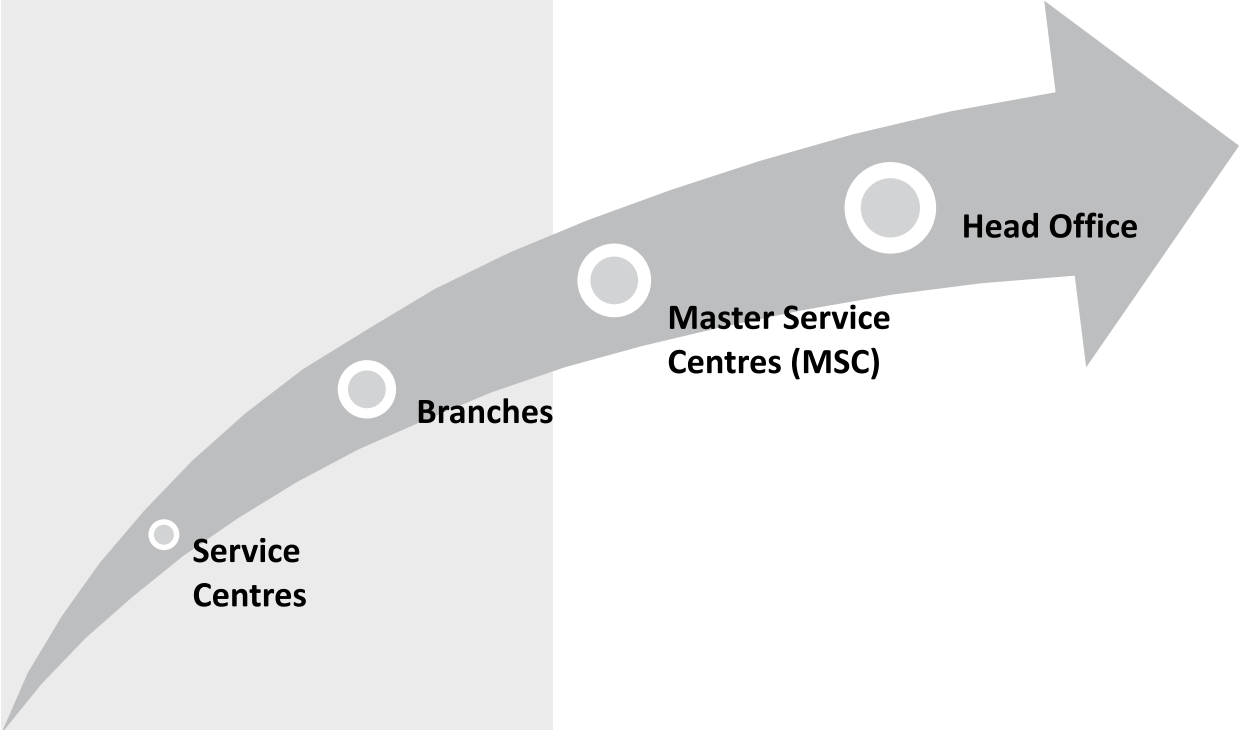 Head Office
Master Service
Centres (MSC)
Branches
Service
Centres